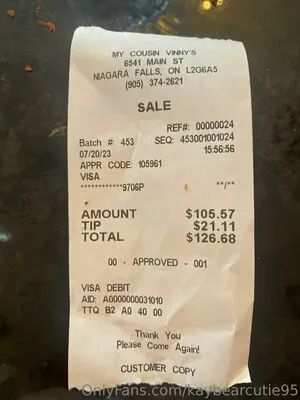 MY COUSIN VINNY'S
6541 MAIN ST
NIAGARA FALLS, ON L2G6A5
(905) 374-2621
SALE
REF#: 00000024
Batch #: 453 SEQ: 453001001024
07/20/23 15:56:56
APPR CODE: 105961
VISA
************9706P **/**
AMOUNT $105.57
TIP $21.11
TOTAL $126.68
00 - APPROVED - 001
VISA DEBIT
AID: A0000000031010
TTQ B2 A0 40 00
Thank You
Please Come Again!
CUSTOMER COPY
OnlyFans.com/kaybearcutie95